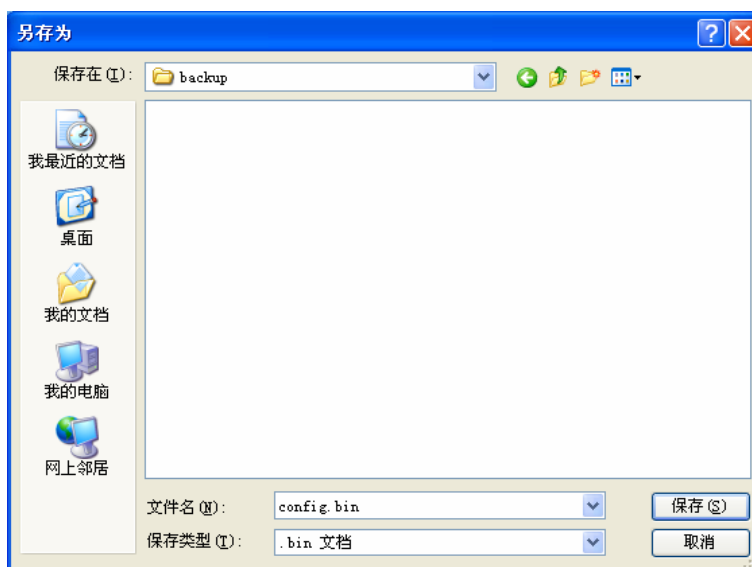 另存为
保存在(I): backup
我最近的文档
桌面
我的文档
我的电脑
网上邻居
文件名(N): config.bin 保存(S)
保存类型(T): .bin 文档 取消